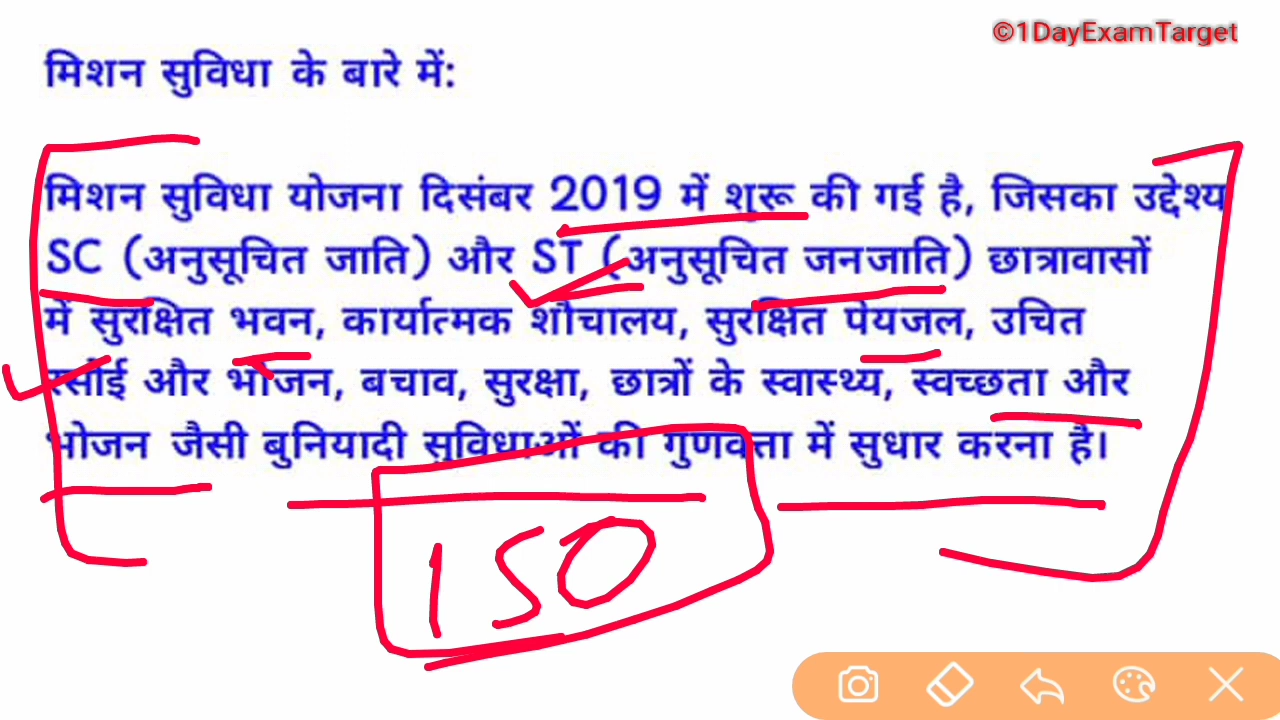 ©1DayExamTarget
मिशन सुविधा के बारे में:
मिशन सुविधा योजना दिसंबर 2019 में शुरू की गई है, जिसका उद्देश्य
SC (अनुसूचित जाति) और ST (अनुसूचित जनजाति) छात्रावासों
में सुरक्षित भवन, कार्यात्मक शौचालय, सुरक्षित पेयजल, उचित
रसोई और भोजन, बचाव, सुरक्षा, छात्रों के स्वास्थ्य, स्वच्छता और
भोजन जैसी बुनियादी सुविधाओं की गुणवत्ता में सुधार करना है।
ISO